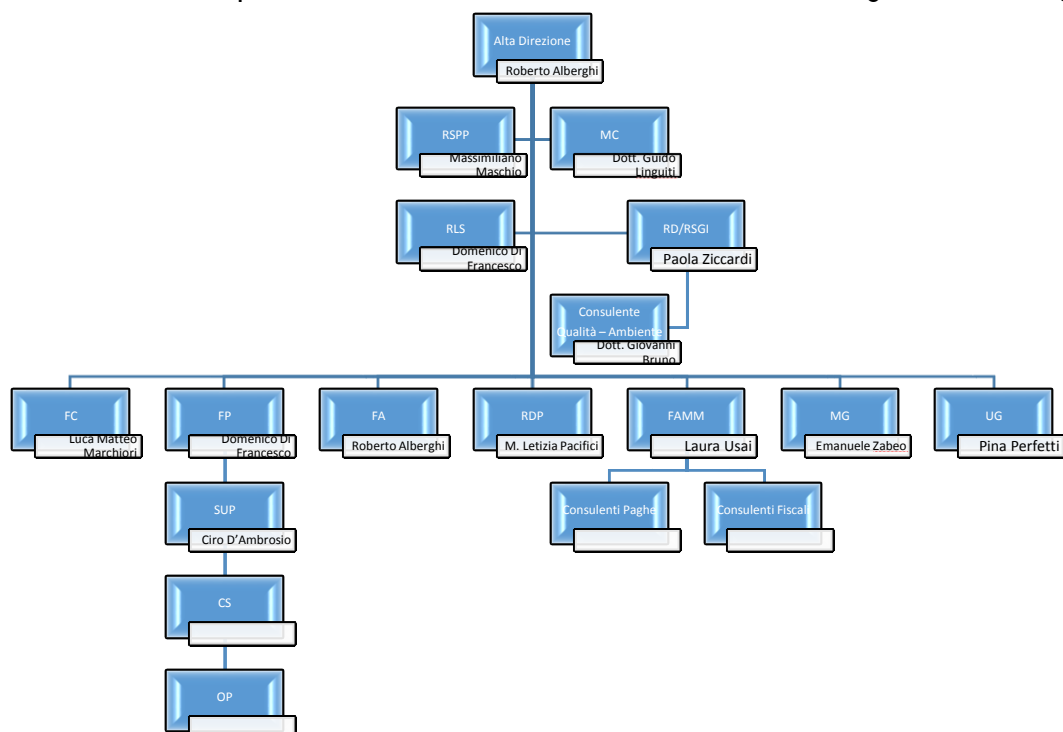 Alta Direzione
Roberto Alberghi
RSPP
Massimiliano
Maschio
MC
Dott. Guido
Linguiti
RLS
Domenico Di
Francesco
RD/RSGI
Paola Ziccardi
Consulente
Qualità – Ambiente
Dott. Giovanni
Bruno
FC
Luca Matteo
Marchiori
FP
Domenico Di
Francesco
FA
Roberto Alberghi
RDP
M. Letizia Pacifici
FAMM
Laura Usai
MG
Emanuele Zabeo
UG
Pina Perfetti
SUP
Ciro D'Ambrosio
Consulenti Paghe
Consulenti Fiscal
CS
OP